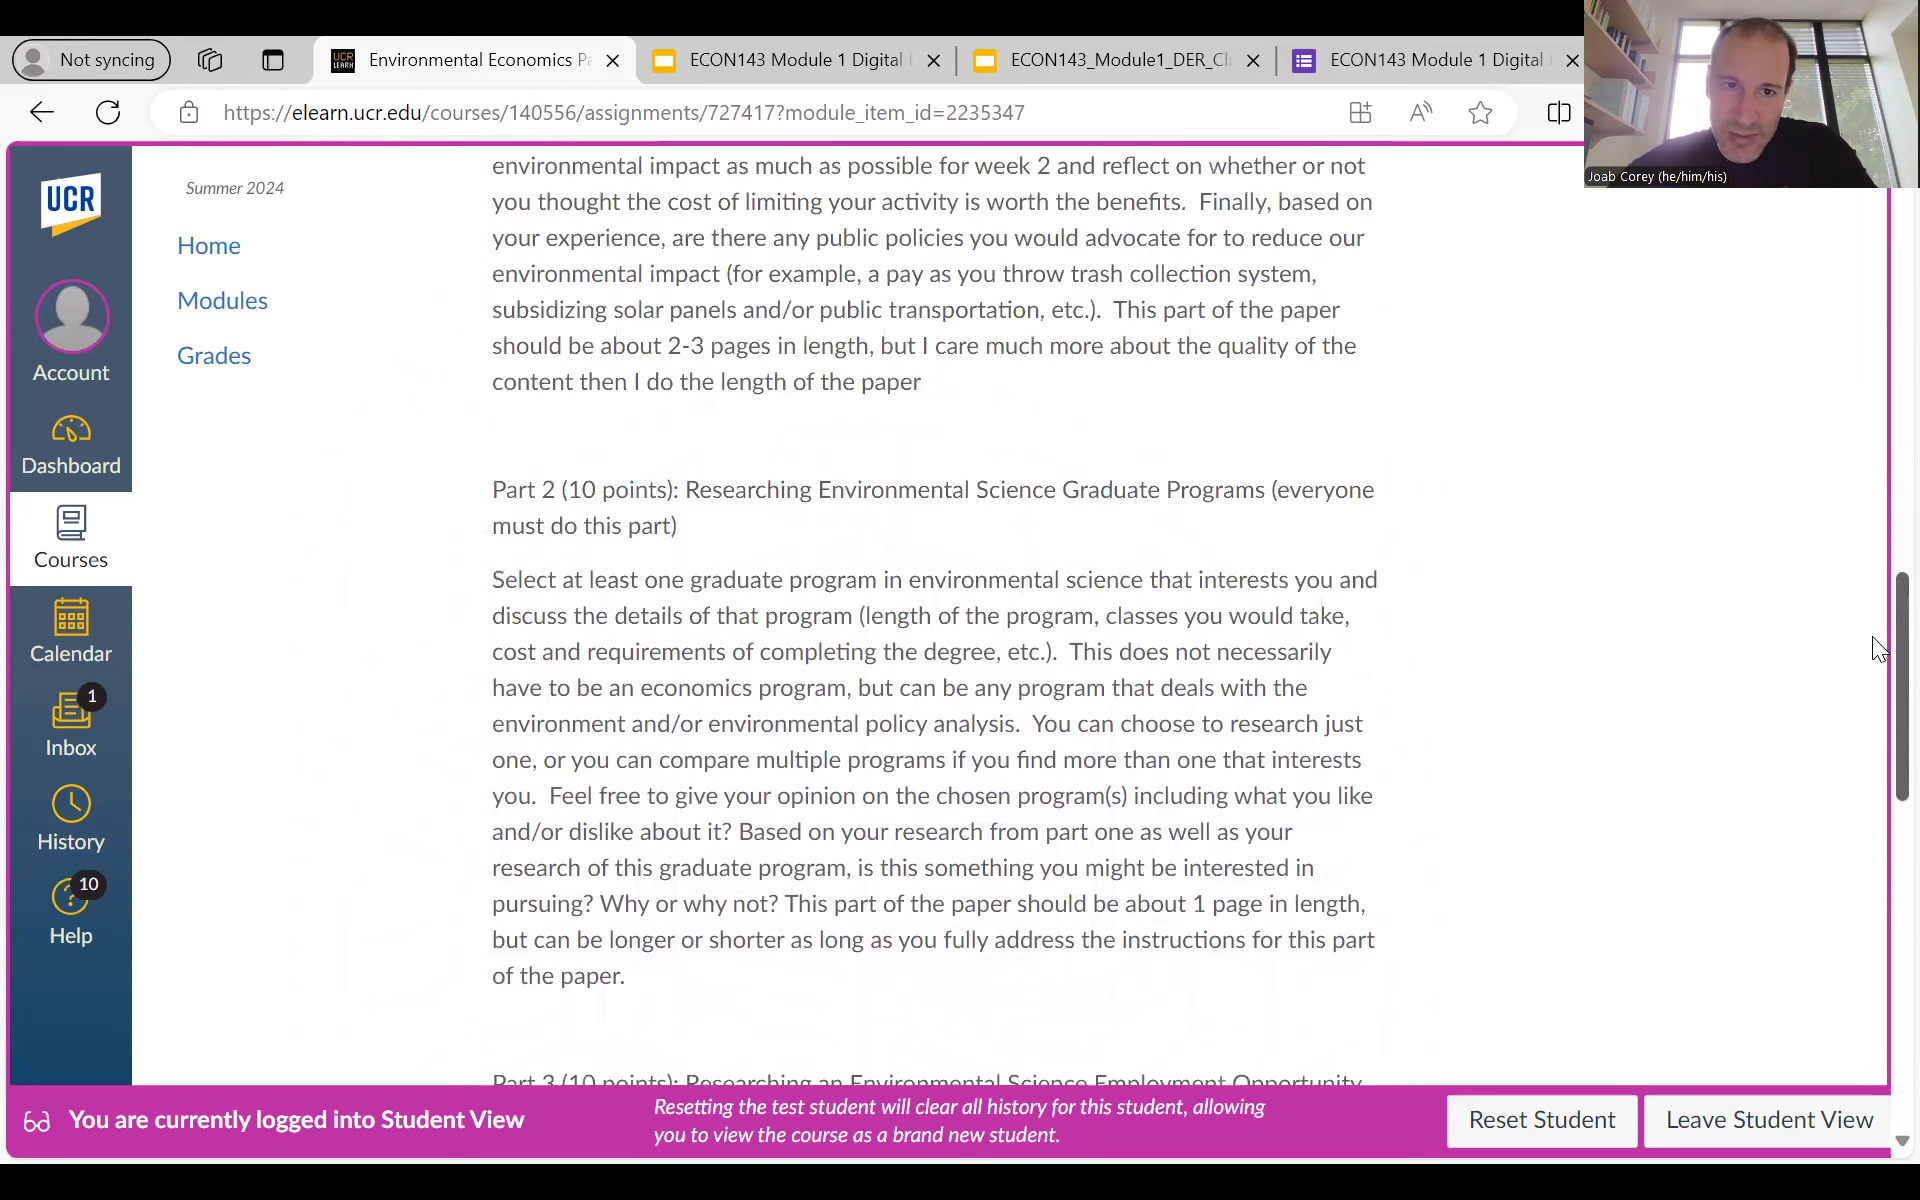 Not syncing
Environmental Economics Pa
ECON143 Module 1 Digital
ECON143_Module1_DER_Cl
ECON143 Module 1 Digital
https://elearn.ucr.edu/courses/140556/assignments/727417?module_item_id=2235347
Joab Corey (he/him/his)
UCR
Account
Dashboard
Courses
Calendar
1
Inbox
History
10
Help
Summer 2024
Home
Modules
Grades
environmental impact as much as possible for week 2 and reflect on whether or not
you thought the cost of limiting your activity is worth the benefits.  Finally, based on
your experience, are there any public policies you would advocate for to reduce our
environmental impact (for example, a pay as you throw trash collection system,
subsidizing solar panels and/or public transportation, etc.).  This part of the paper
should be about 2-3 pages in length, but I care much more about the quality of the
content then I do the length of the paper
Part 2 (10 points): Researching Environmental Science Graduate Programs (everyone
must do this part)
Select at least one graduate program in environmental science that interests you and
discuss the details of that program (length of the program, classes you would take,
cost and requirements of completing the degree, etc.).  This does not necessarily
have to be an economics program, but can be any program that deals with the
environment and/or environmental policy analysis.  You can choose to research just
one, or you can compare multiple programs if you find more than one that interests
you.  Feel free to give your opinion on the chosen program(s) including what you like
and/or dislike about it? Based on your research from part one as well as your
research of this graduate program, is this something you might be interested in
pursuing? Why or why not? This part of the paper should be about 1 page in length,
but can be longer or shorter as long as you fully address the instructions for this part
of the paper.
Part 3 (10 points): Researching an Environmental Science Employment Opportunity
You are currently logged into Student View
Resetting the test student will clear all history for this student, allowing
you to view the course as a brand new student.
Reset Student
Leave Student View